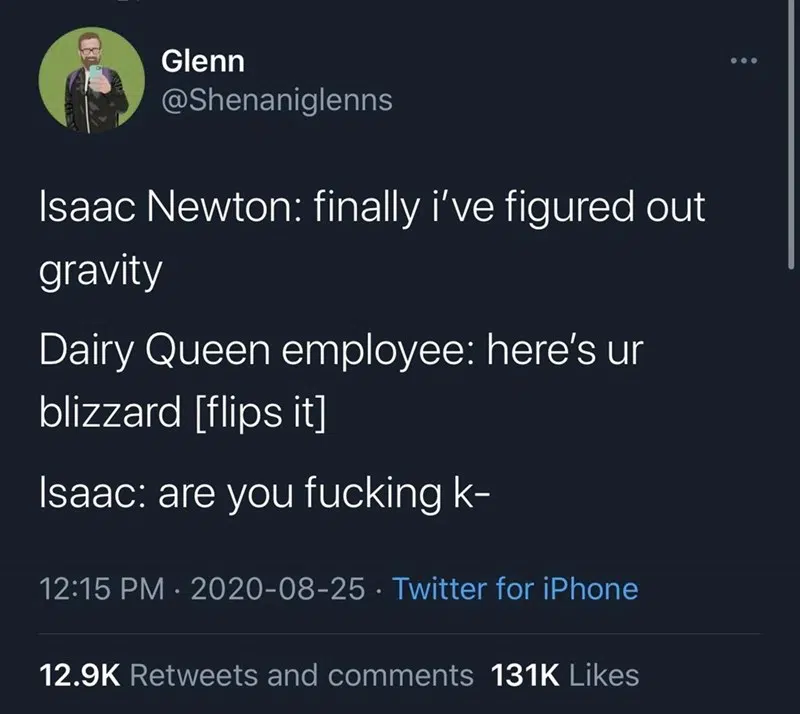 Glenn
@Shenaniglenns
Isaac Newton: finally i’ve figured out
gravity
Dairy Queen employee: here’s ur
blizzard [flips it]
Isaac: are you fucking k-
12:15 PM · 2020-08-25 · Twitter for iPhone
12.9K Retweets and comments 131K Likes